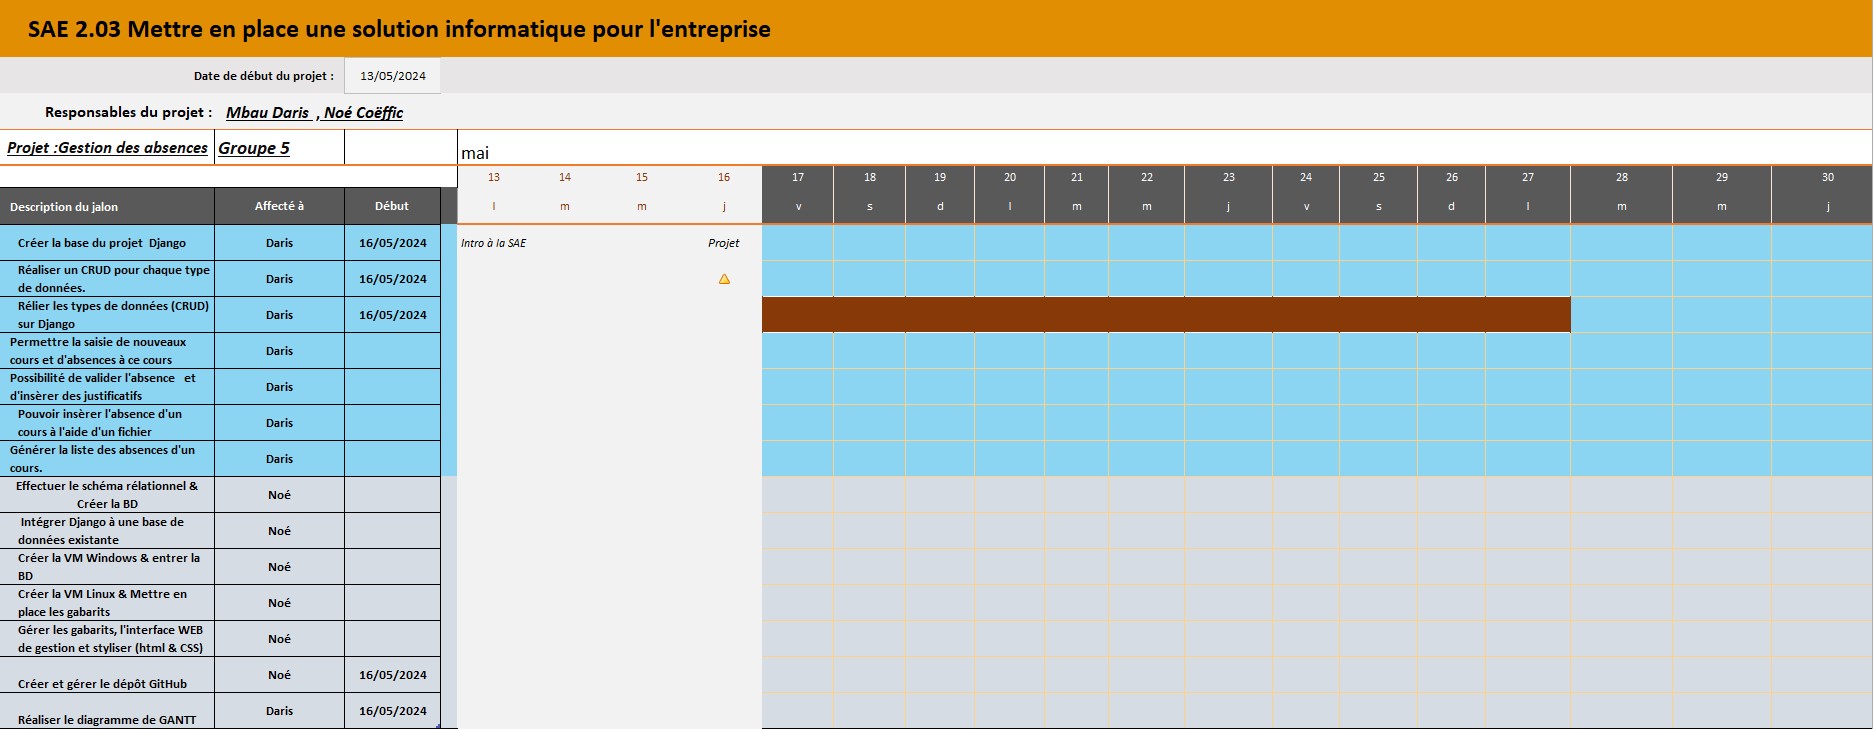 SAE 2.03 Mettre en place une solution informatique pour l'entreprise
Date de début du projet : 13/05/2024
Responsables du projet : Mbau Daris , Noé Coëffic
Projet :Gestion des absences Groupe 5 mai
13 14 15 16 17 18 19 20 21 22 23 24 25 26 27 28 29 30
Description du jalon Affecté à Début l m m j v s d l m m j v s d l m m j
Créer la base du projet Django Daris 16/05/2024 Intro à la SAE Projet
Réaliser un CRUD pour chaque type
de données. Daris 16/05/2024
Rélier les types de données (CRUD)
sur Django Daris 16/05/2024
Permettre la saisie de nouveaux
cours et d'absences à ce cours Daris
Possibilité de valider l'absence et
d'insèrer des justificatifs Daris
Pouvoir insèrer l'absence d'un
cours à l'aide d'un fichier Daris
Générer la liste des absences d'un
cours. Daris
Effectuer le schéma rélationnel &
Créer la BD Noé
Intégrer Django à une base de
données existante Noé
Créer la VM Windows & entrer la
BD Noé
Créer la VM Linux & Mettre en
place les gabarits Noé
Gérer les gabarits, l'interface WEB
de gestion et styliser (html & CSS) Noé
Créer et gérer le dépôt GitHub Noé 16/05/2024
Réaliser le diagramme de GANTT Daris 16/05/2024